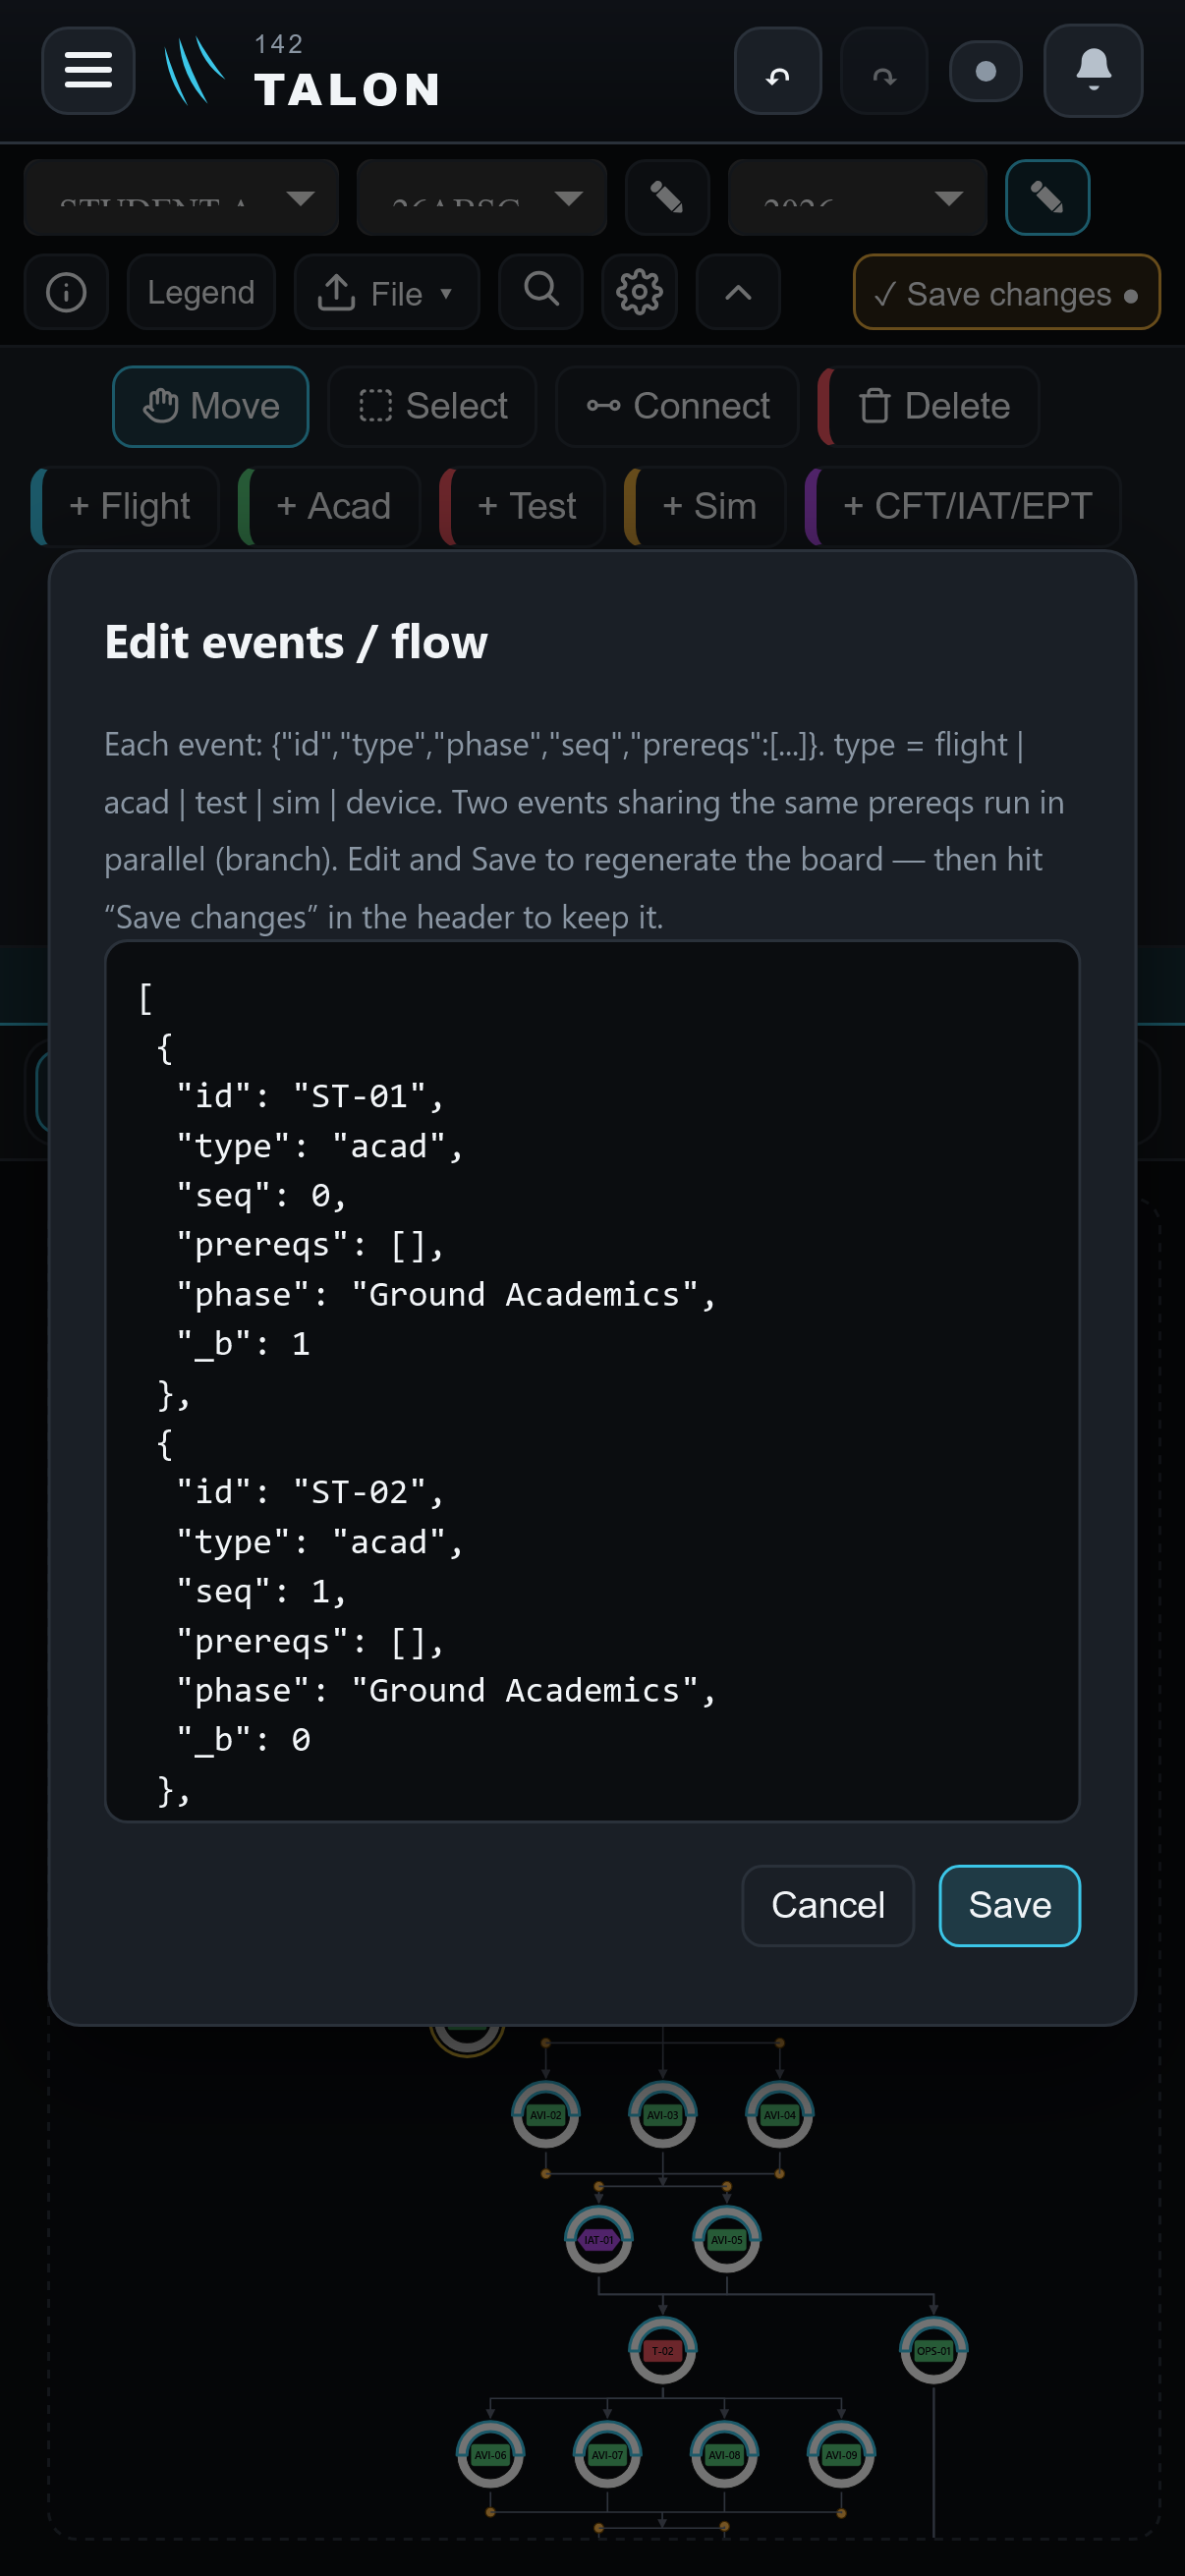 142
TALON
2026
Legend
File ▼
✓ Save changes ●
Move
Select
Connect
Delete
+ Flight
+ Acad
+ Test
+ Sim
+ CFT/IAT/EPT
Edit events / flow
Each event: {"id","type","phase","seq","prereqs":[...]}. type = flight |
acad | test | sim | device. Two events sharing the same prereqs run in
parallel (branch). Edit and Save to regenerate the board — then hit
“Save changes” in the header to keep it.
[
{
"id": "ST-01",
"type": "acad",
"seq": 0,
"prereqs": [],
"phase": "Ground Academics",
"_b": 1
},
{
"id": "ST-02",
"type": "acad",
"seq": 1,
"prereqs": [],
"phase": "Ground Academics",
"_b": 0
},
Cancel
Save
AVI-02
AVI-03
AVI-04
IAT-01
AVI-05
T-02
OPS-01
AVI-06
AVI-07
AVI-08
AVI-09